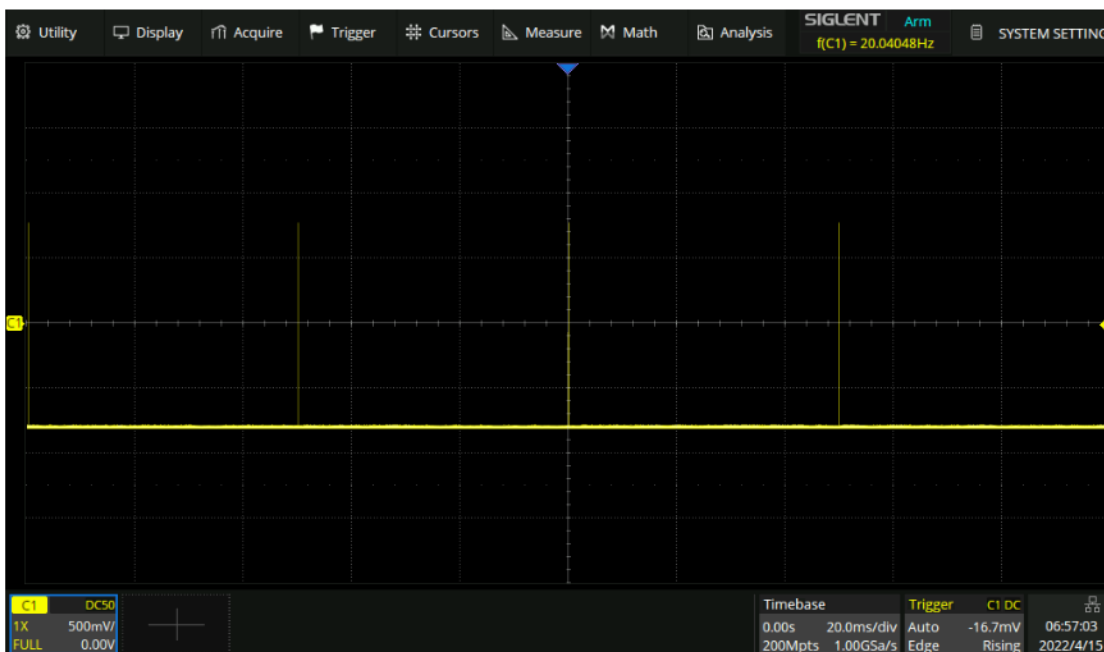 Utility Display Acquire Trigger Cursors Measure Math Analysis SIGLENT Arm SYSTEM SETTING
f(C1) = 20.04048Hz
C1
C1 DC50
1X 500mV/
FULL 0.00V
Timebase
0.00s 20.0ms/div
200Mpts 1.00GSa/s
Trigger C1 DC
Auto -16.7mV
Edge Rising
06:57:03
2022/4/15